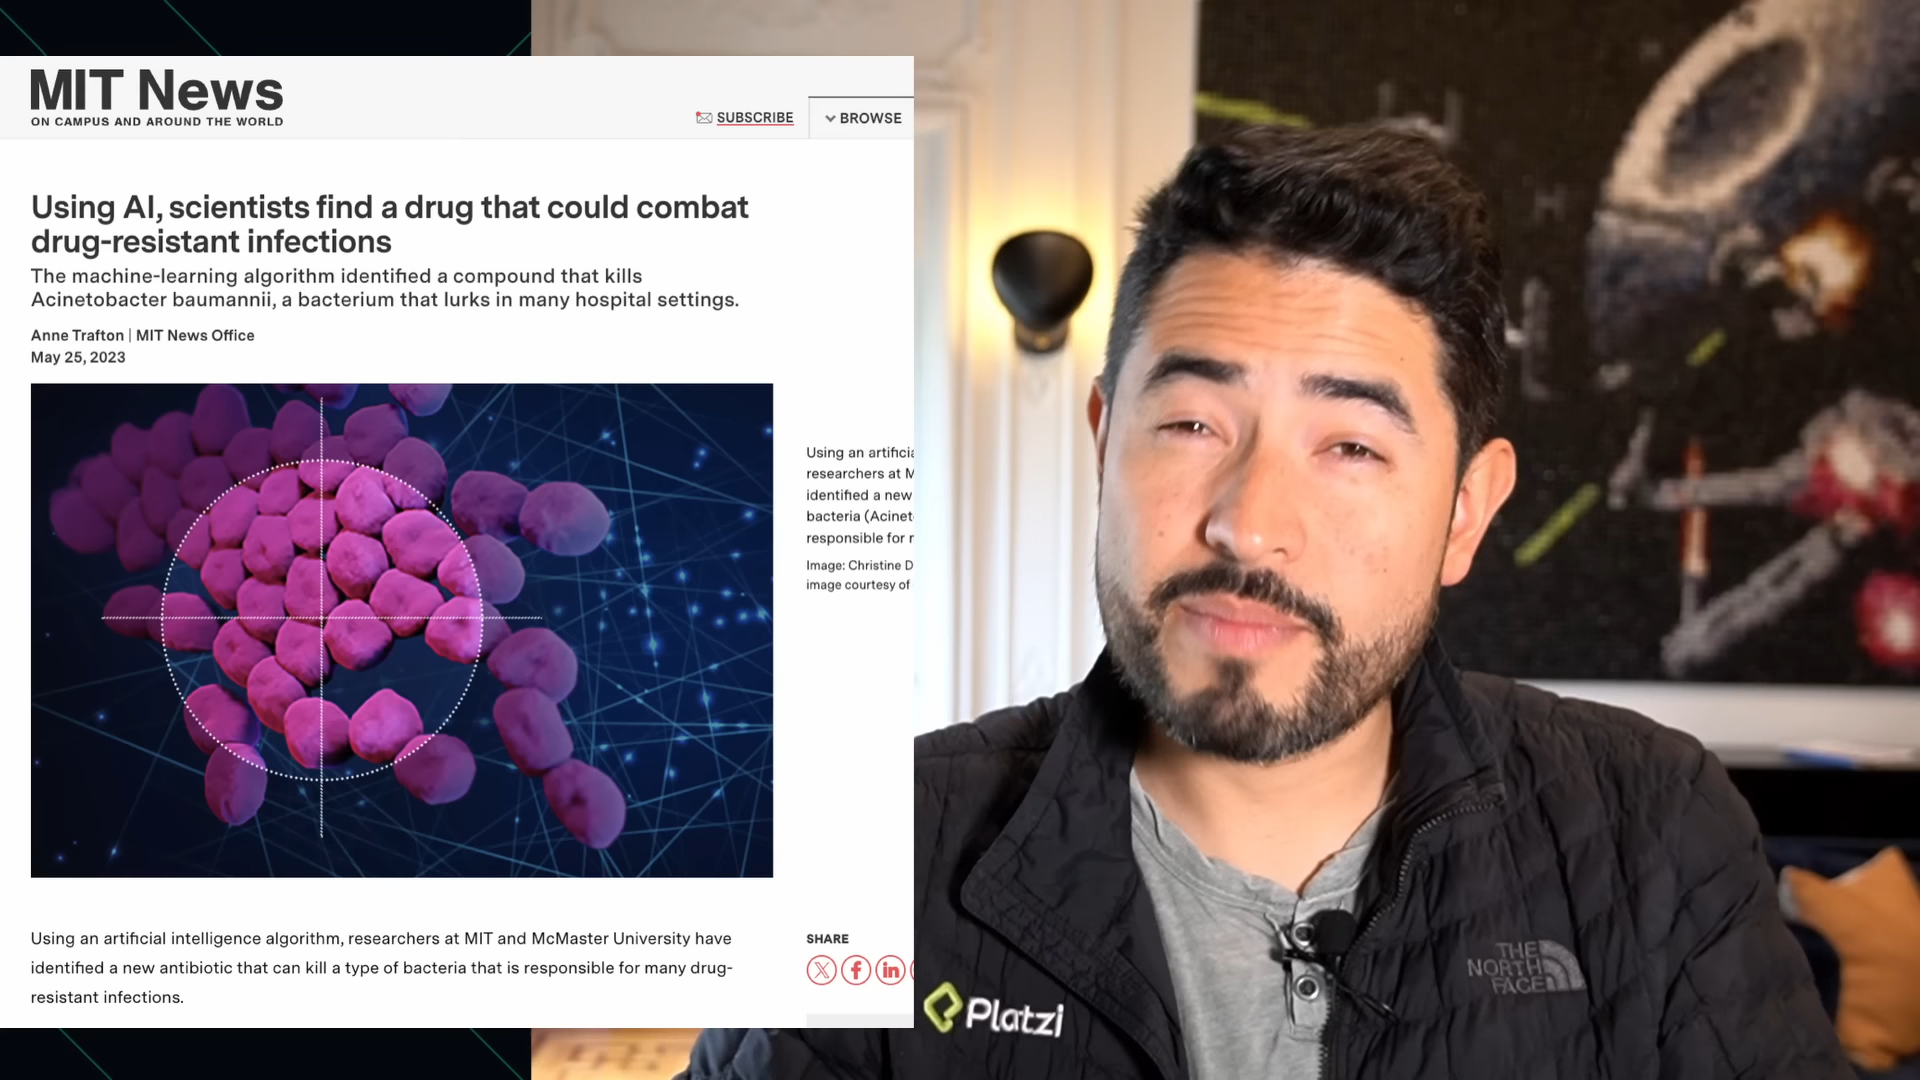 MIT News
ON CAMPUS AND AROUND THE WORLD
SUBSCRIBE
BROWSE
Using AI, scientists find a drug that could combat
drug-resistant infections
The machine-learning algorithm identified a compound that kills
Acinetobacter baumannii, a bacterium that lurks in many hospital settings.
Anne Trafton | MIT News Office
May 25, 2023
Using an artificia
researchers at M
identified a new
bacteria (Acinet
responsible for r
Image: Christine D
image courtesy of
Using an artificial intelligence algorithm, researchers at MIT and McMaster University have
identified a new antibiotic that can kill a type of bacteria that is responsible for many drug-
resistant infections.
SHARE
Platzi
THE
NORTH
FACE